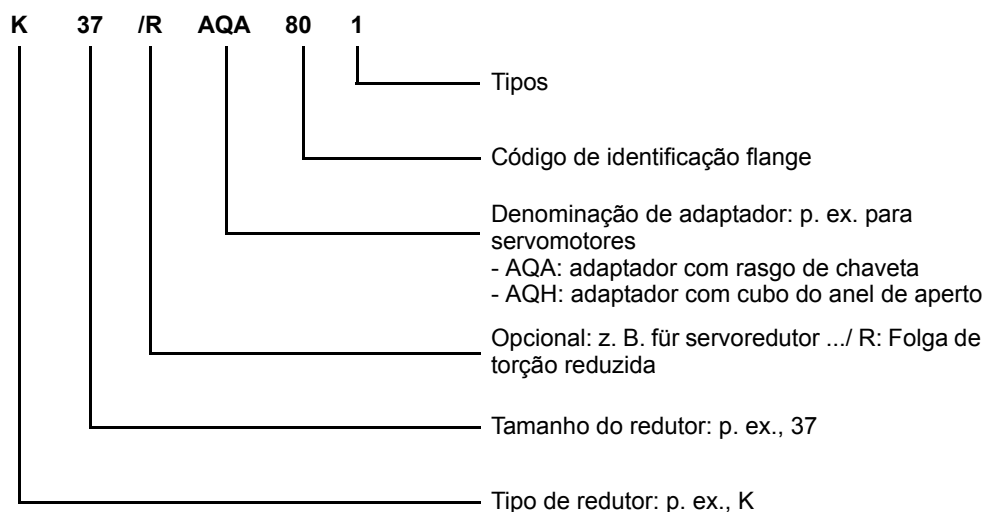 K 37 /R AQA 80 1
Tipos
Código de identificação flange
Denominação de adaptador: p. ex. para
servomotores
- AQA: adaptador com rasgo de chaveta
- AQH: adaptador com cubo do anel de aperto
Opcional: z. B. für servoredutor .../ R: Folga de
torção reduzida
Tamanho do redutor: p. ex., 37
Tipo de redutor: p. ex., K